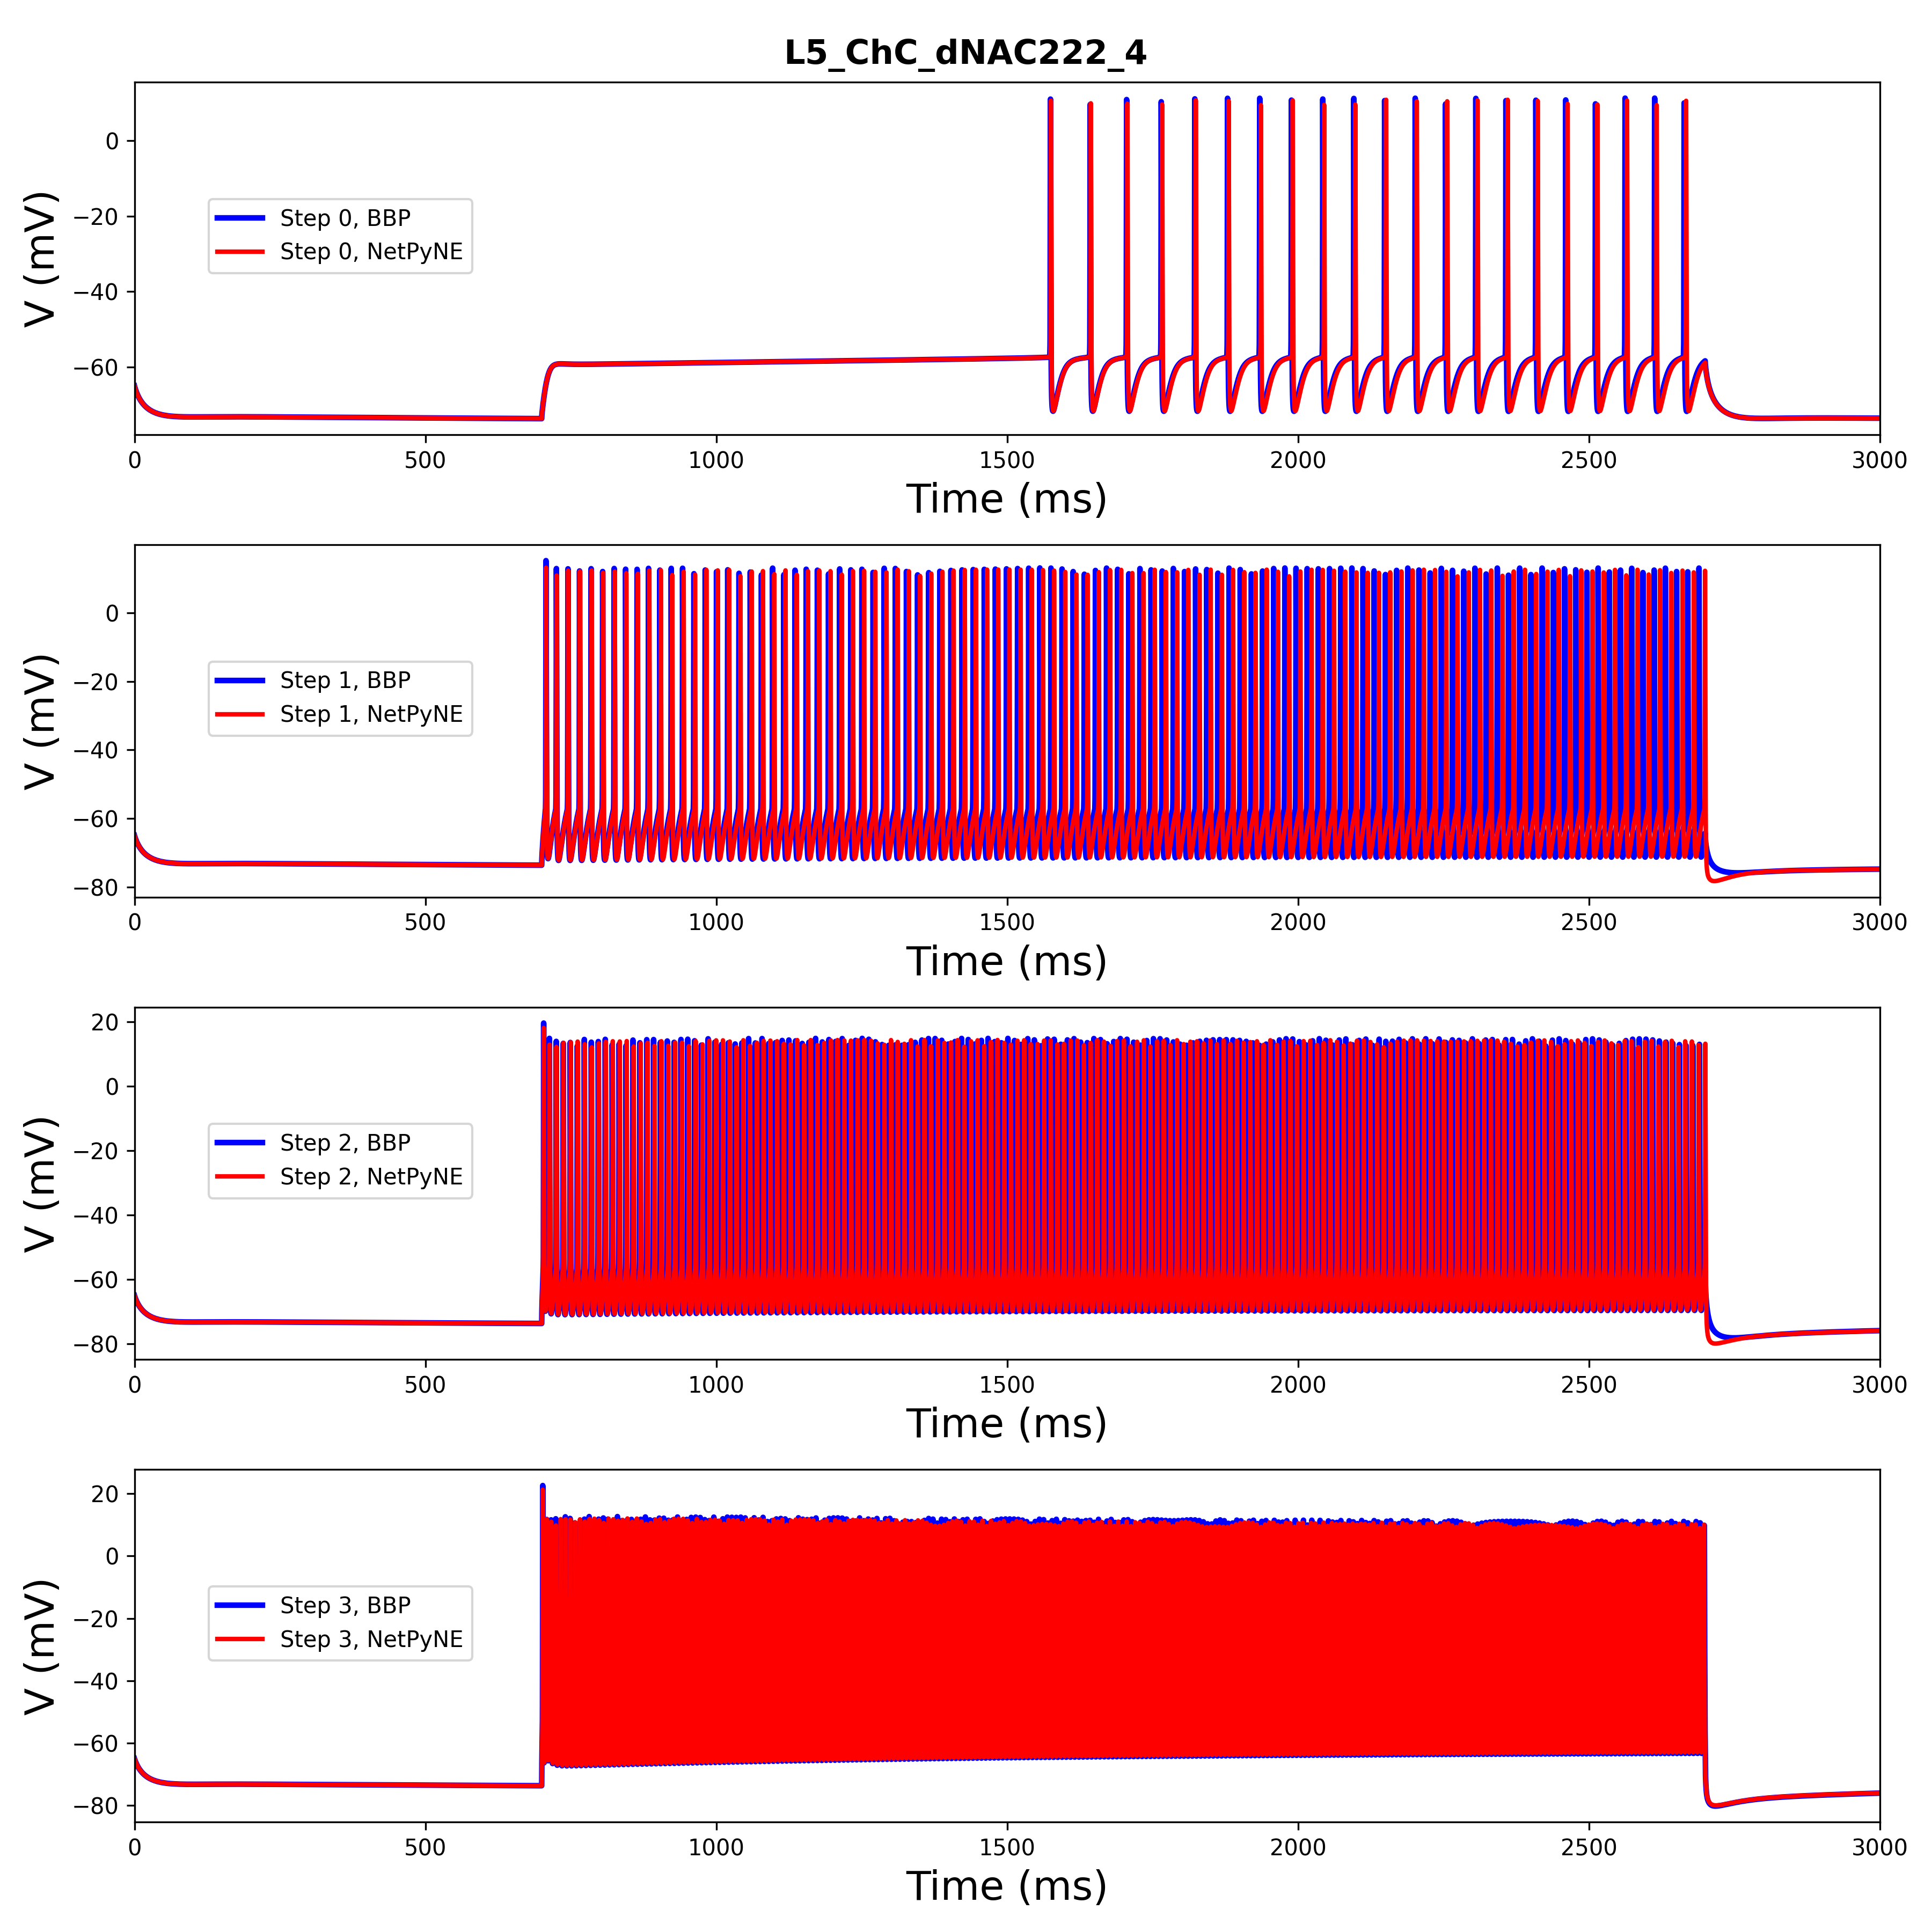 L5_ChC_dNAC222_4
V (mV)
0
−20
−40
−60
Step 0, BBP
Step 0, NetPyNE
0 500 1000 1500 2000 2500 3000
Time (ms)
V (mV)
0
−20
−40
−60
−80
Step 1, BBP
Step 1, NetPyNE
0 500 1000 1500 2000 2500 3000
Time (ms)
V (mV)
20
0
−20
−40
−60
−80
Step 2, BBP
Step 2, NetPyNE
0 500 1000 1500 2000 2500 3000
Time (ms)
V (mV)
20
0
−20
−40
−60
−80
Step 3, BBP
Step 3, NetPyNE
0 500 1000 1500 2000 2500 3000
Time (ms)